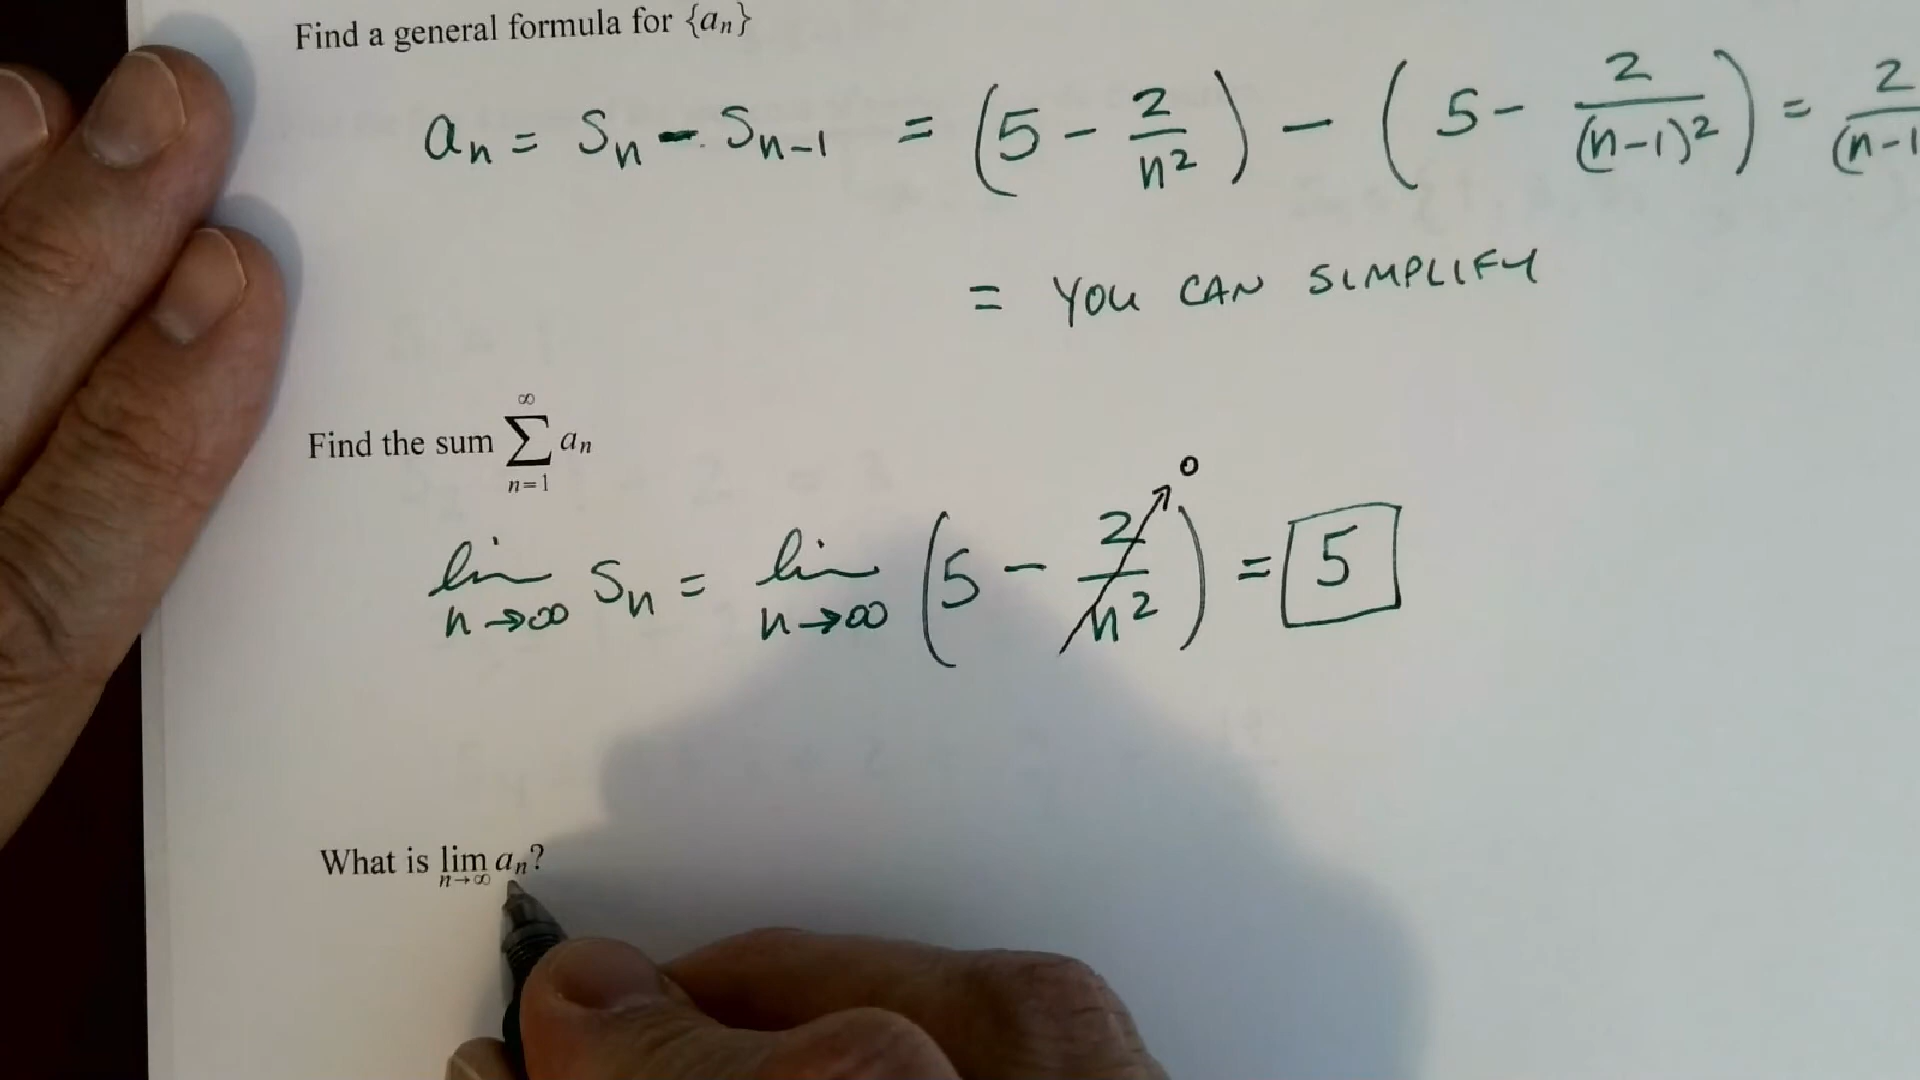 Find a general formula for {aₙ}
aₙ = Sₙ - Sₙ₋₁ = (5 - 2/n²) - (5 - 2/(n-1)²) = 2/(n-1
= YOU CAN SIMPLIFY
Find the sum ∑_{n=1}^{∞} aₙ
lim_{n→∞} Sₙ = lim_{n→∞} (5 - 2/n² ↗ 0) = 5
What is lim_{n→∞} aₙ?